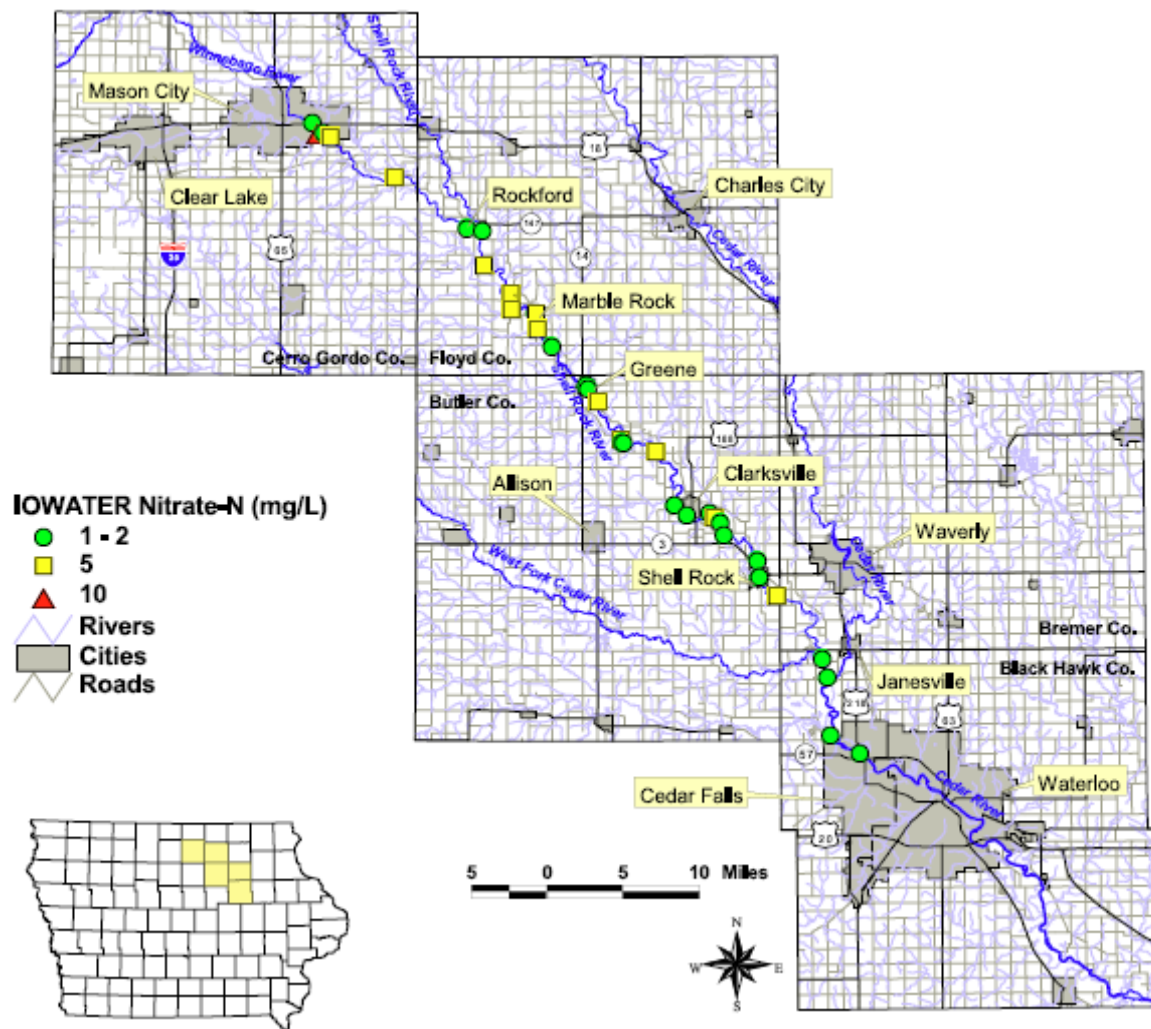 Winnebago River
Shell Rock River
Mason City
18
Clear Lake
Rockford
Charles City
147
65
14
35
Cedar River
Marble Rock
Cerro Gordo Co.
Floyd Co.
Greene
Butler Co.
Shell Rock River
188
Clarksville
Allison
IOWATER Nitrate-N (mg/L)
1 - 2
5
10
Rivers
Cities
Roads
3
Waverly
Cedar River
West Fork Cedar River
Shell Rock
Bremer Co.
Black Hawk Co.
Janesville
218
63
57
Cedar River
Waterloo
Cedar Falls
20
5 0 5 10 Miles
N
W E
S